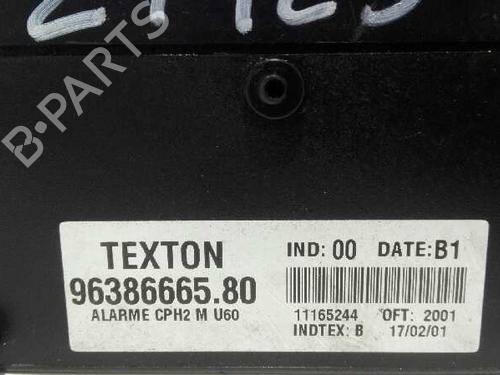 B-PARTS
TEXTON IND: 00 DATE: B1
96386665.80
ALARME CPH2 M U60 11165244 OFT: 2001
INDTEX: B 17/02/01